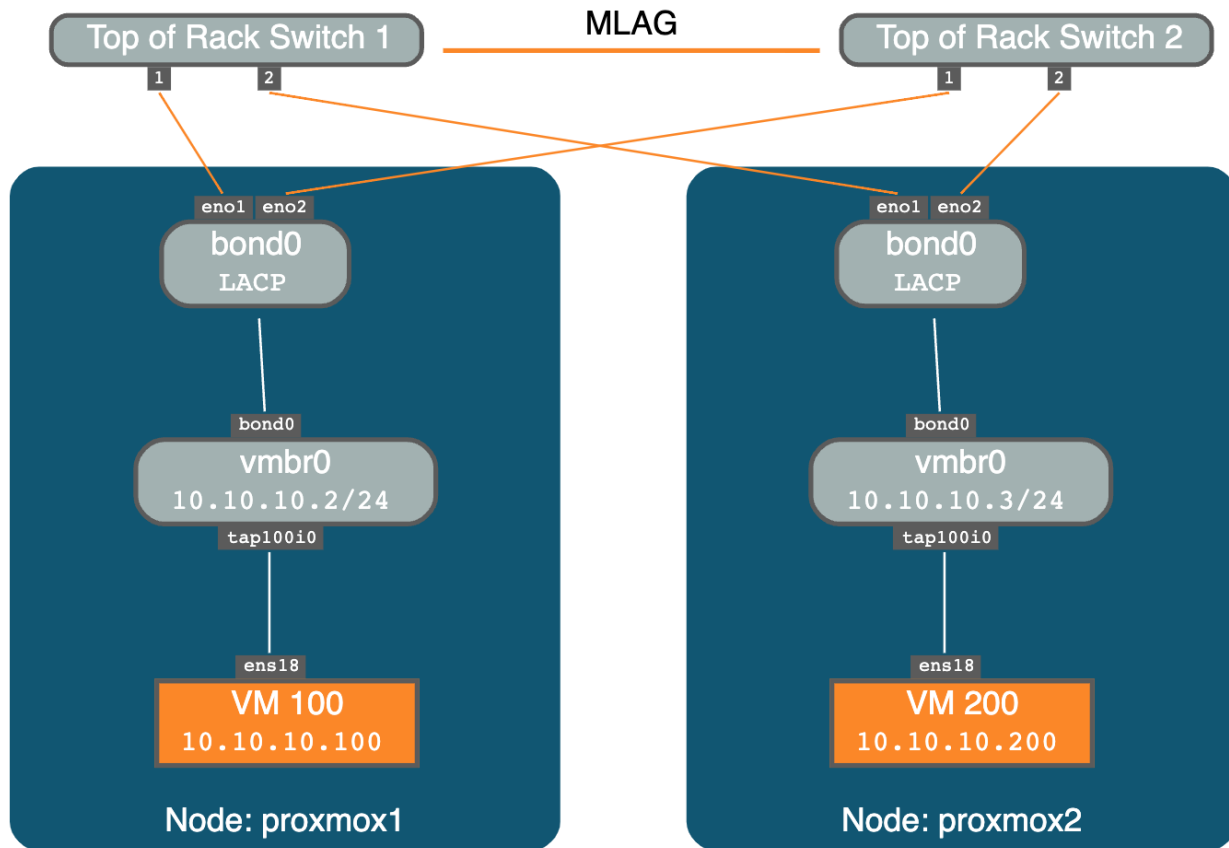 MLAG
Top of Rack Switch 1
Top of Rack Switch 2
1
2
1
2
eno1
eno2
bond0
LACP
bond0
vmbr0
10.10.10.2/24
tap100i0
ens18
VM 100
10.10.10.100
Node: proxmox1
eno1
eno2
bond0
LACP
bond0
vmbr0
10.10.10.3/24
tap100i0
ens18
VM 200
10.10.10.200
Node: proxmox2